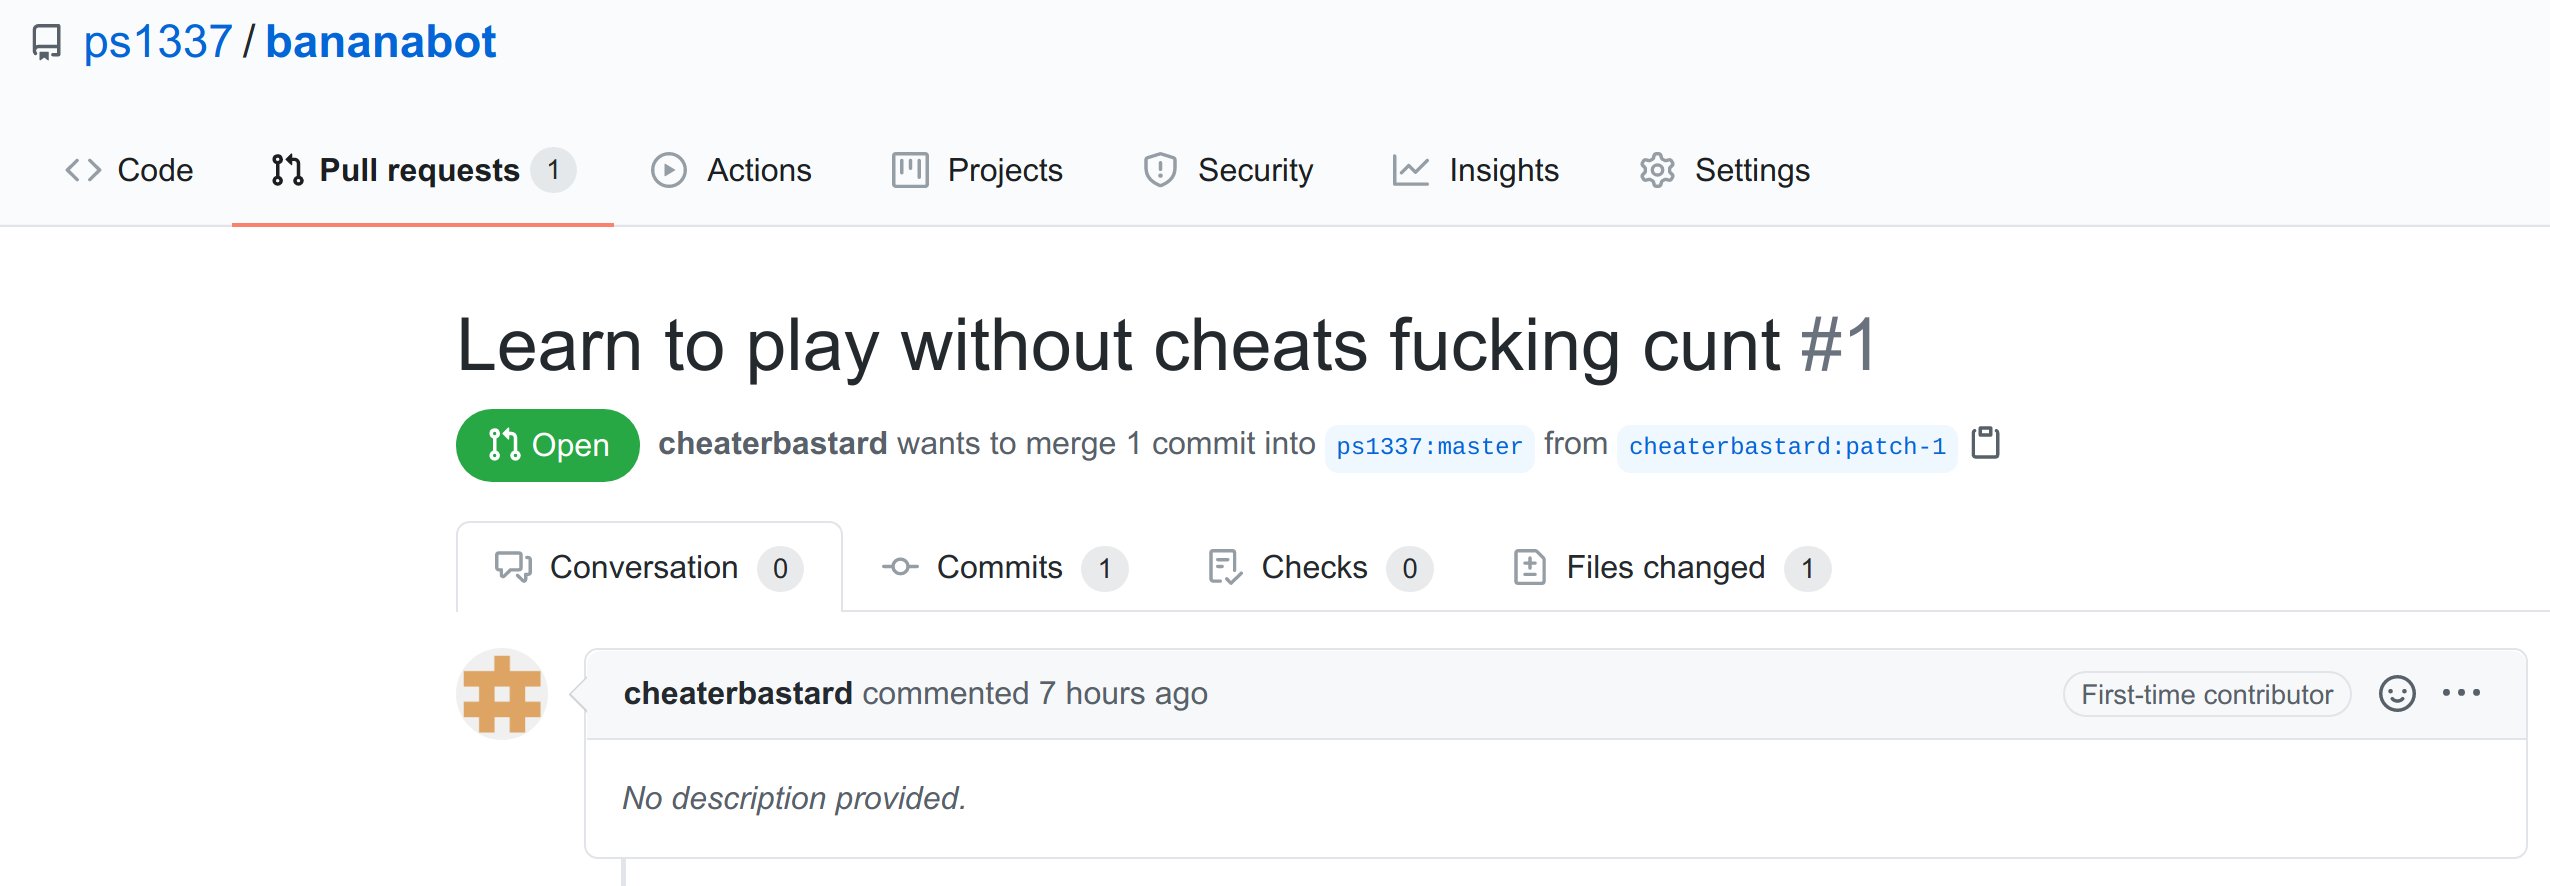 ps1337 / bananabot
Code Pull requests 1 Actions Projects Security Insights Settings
Learn to play without cheats fucking cunt #1
Open cheaterbastard wants to merge 1 commit into ps1337:master from cheaterbastard:patch-1
Conversation 0 Commits 1 Checks 0 Files changed 1
cheaterbastard commented 7 hours ago First-time contributor
No description provided.